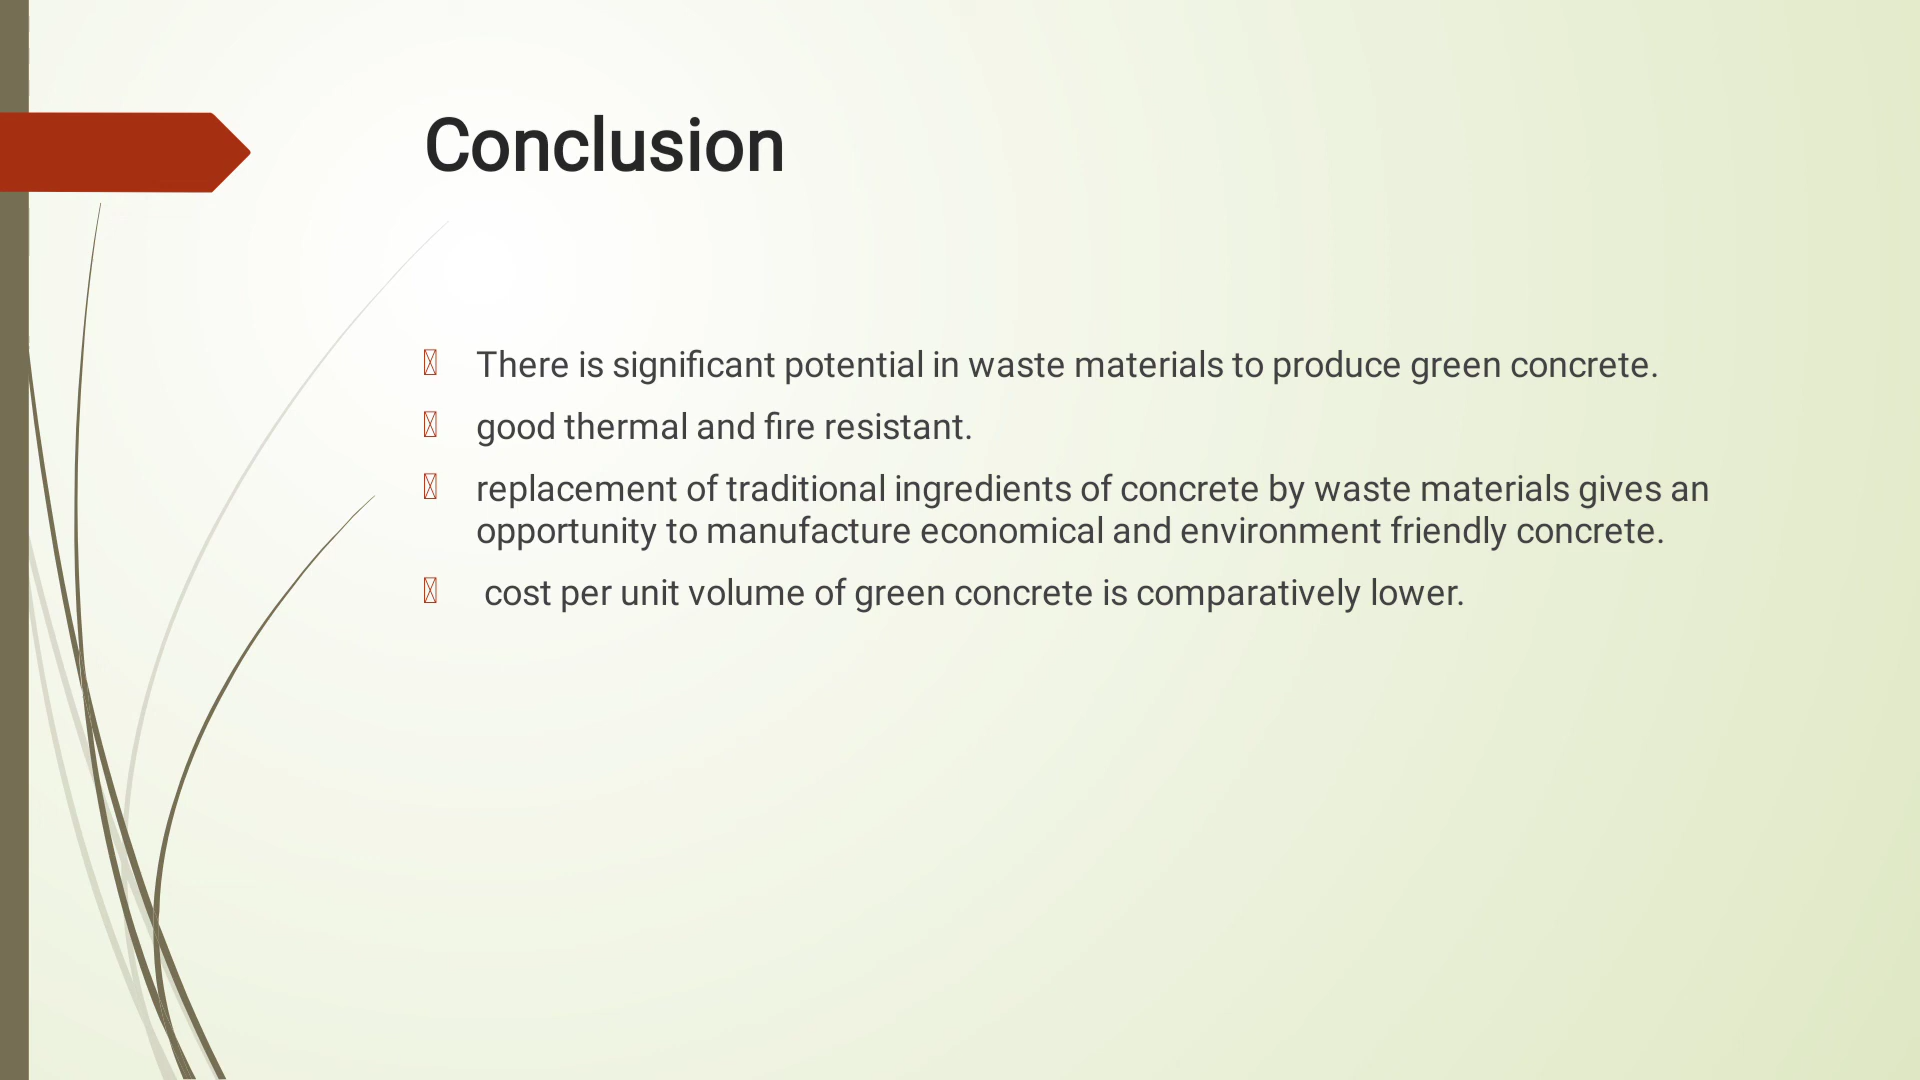 Conclusion
There is significant potential in waste materials to produce green concrete.
good thermal and fire resistant.
replacement of traditional ingredients of concrete by waste materials gives an
opportunity to manufacture economical and environment friendly concrete.
cost per unit volume of green concrete is comparatively lower.